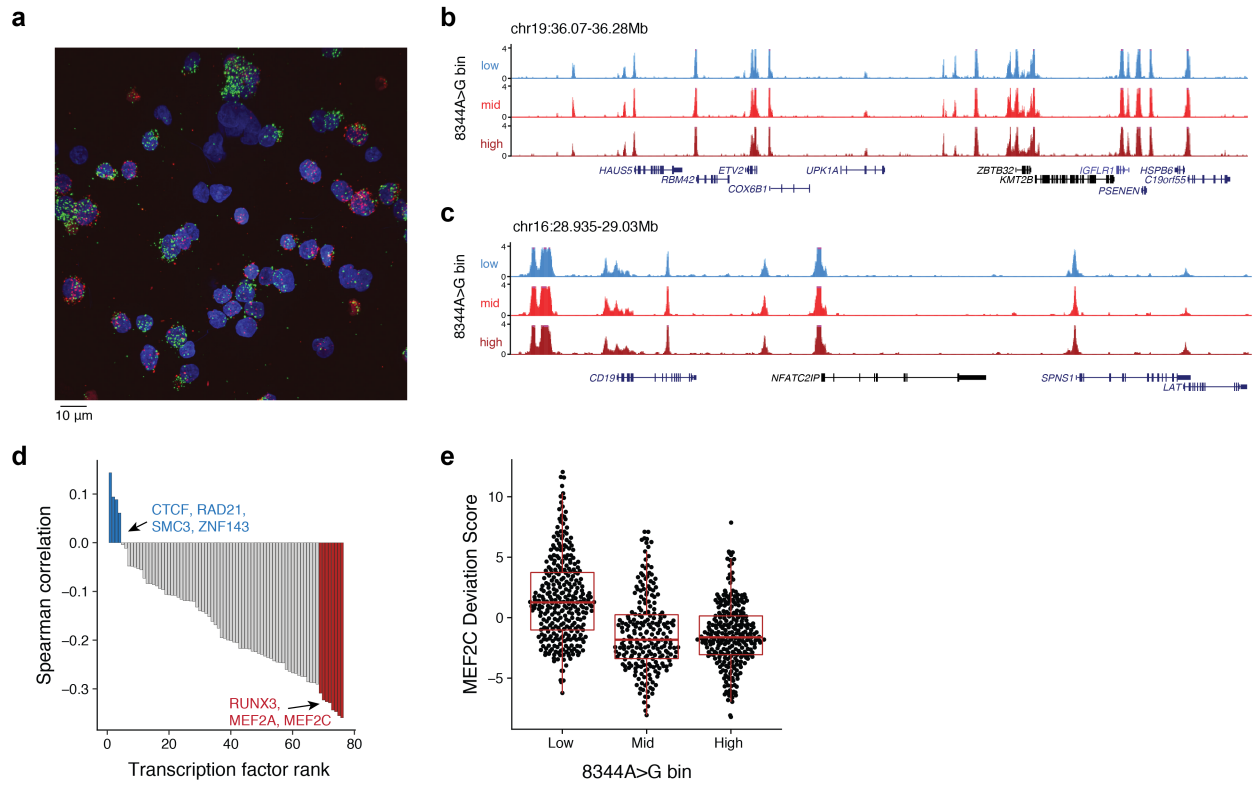 a
10 µm
b
chr19:36.07-36.28Mb
8344A>G bin
low
mid
high
4
0
4
0
4
0
HAUS5
RBM42
ETV2
COX6B1
UPK1A
ZBTB32
KMT2B
IGFLR1
PSENEN
HSPB6
C19orf55
c
chr16:28.935-29.03Mb
8344A>G bin
low
mid
high
4
0
4
0
4
0
CD19
NFATC2IP
SPNS1
LAT
d
Spearman correlation
0.1
0.0
−0.1
−0.2
−0.3
CTCF, RAD21,
SMC3, ZNF143
RUNX3,
MEF2A, MEF2C
0 20 40 60 80
Transcription factor rank
e
MEF2C Deviation Score
10
5
0
−5
Low Mid High
8344A>G bin